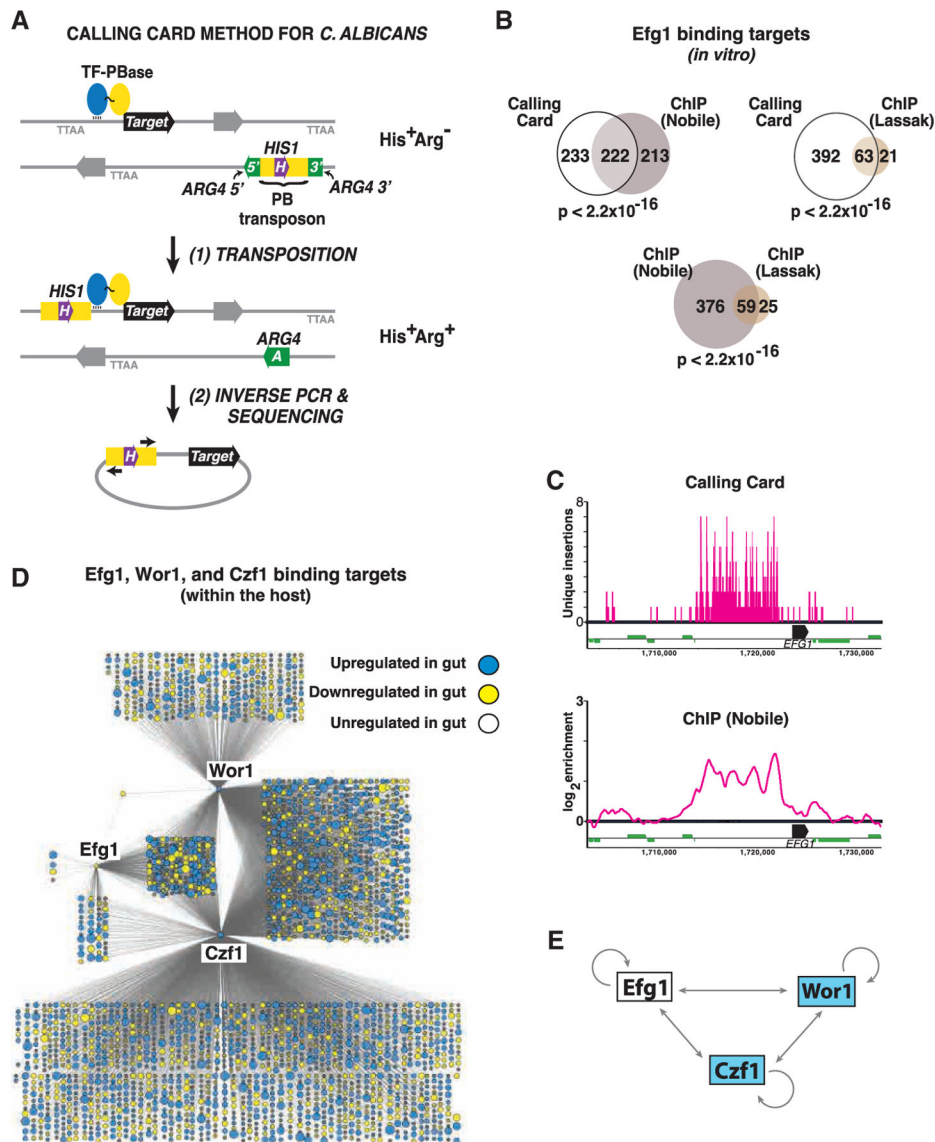 A
CALLING CARD METHOD FOR C. ALBICANS
TF-PBase
TTAA
Target
TTAA
His+Arg-
HIS1
TTAA
5'
H
3'
ARG4 5'
ARG4 3'
PB
transposon
(1) TRANSPOSITION
HIS1
H
Target
TTAA
His+Arg+
ARG4
TTAA
A
(2) INVERSE PCR &
SEQUENCING
H
Target
B
Efg1 binding targets
(in vitro)
Calling
Card
ChIP
(Nobile)
233
222
213
p < 2.2x10-16
Calling
Card
ChIP
(Lassak)
392
63
21
p < 2.2x10-16
ChIP
(Nobile)
ChIP
(Lassak)
376
59
25
p < 2.2x10-16
C
Calling Card
8
Unique insertions
0
EFG1
1,710,000
1,720,000
1,730,000
ChIP (Nobile)
3
log2enrichment
0
EFG1
1,710,000
1,720,000
1,730,000
D
Efg1, Wor1, and Czf1 binding targets
(within the host)
Upregulated in gut
Downregulated in gut
Unregulated in gut
Wor1
Efg1
Czf1
E
Efg1
Wor1
Czf1